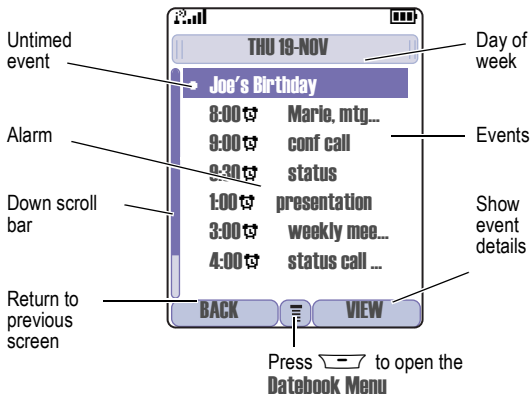 THU 19-NOV
Untimed
event
Day of
week
Joe's Birthday
8:00 Marie, mtg...
Alarm
9:00 conf call
Events
9:30 status
1:00 presentation
Down scroll
bar
3:00 weekly mee...
Show
event
details
4:00 status call ...
Return to
previous
screen
BACK
VIEW
Press to open the
Datebook Menu